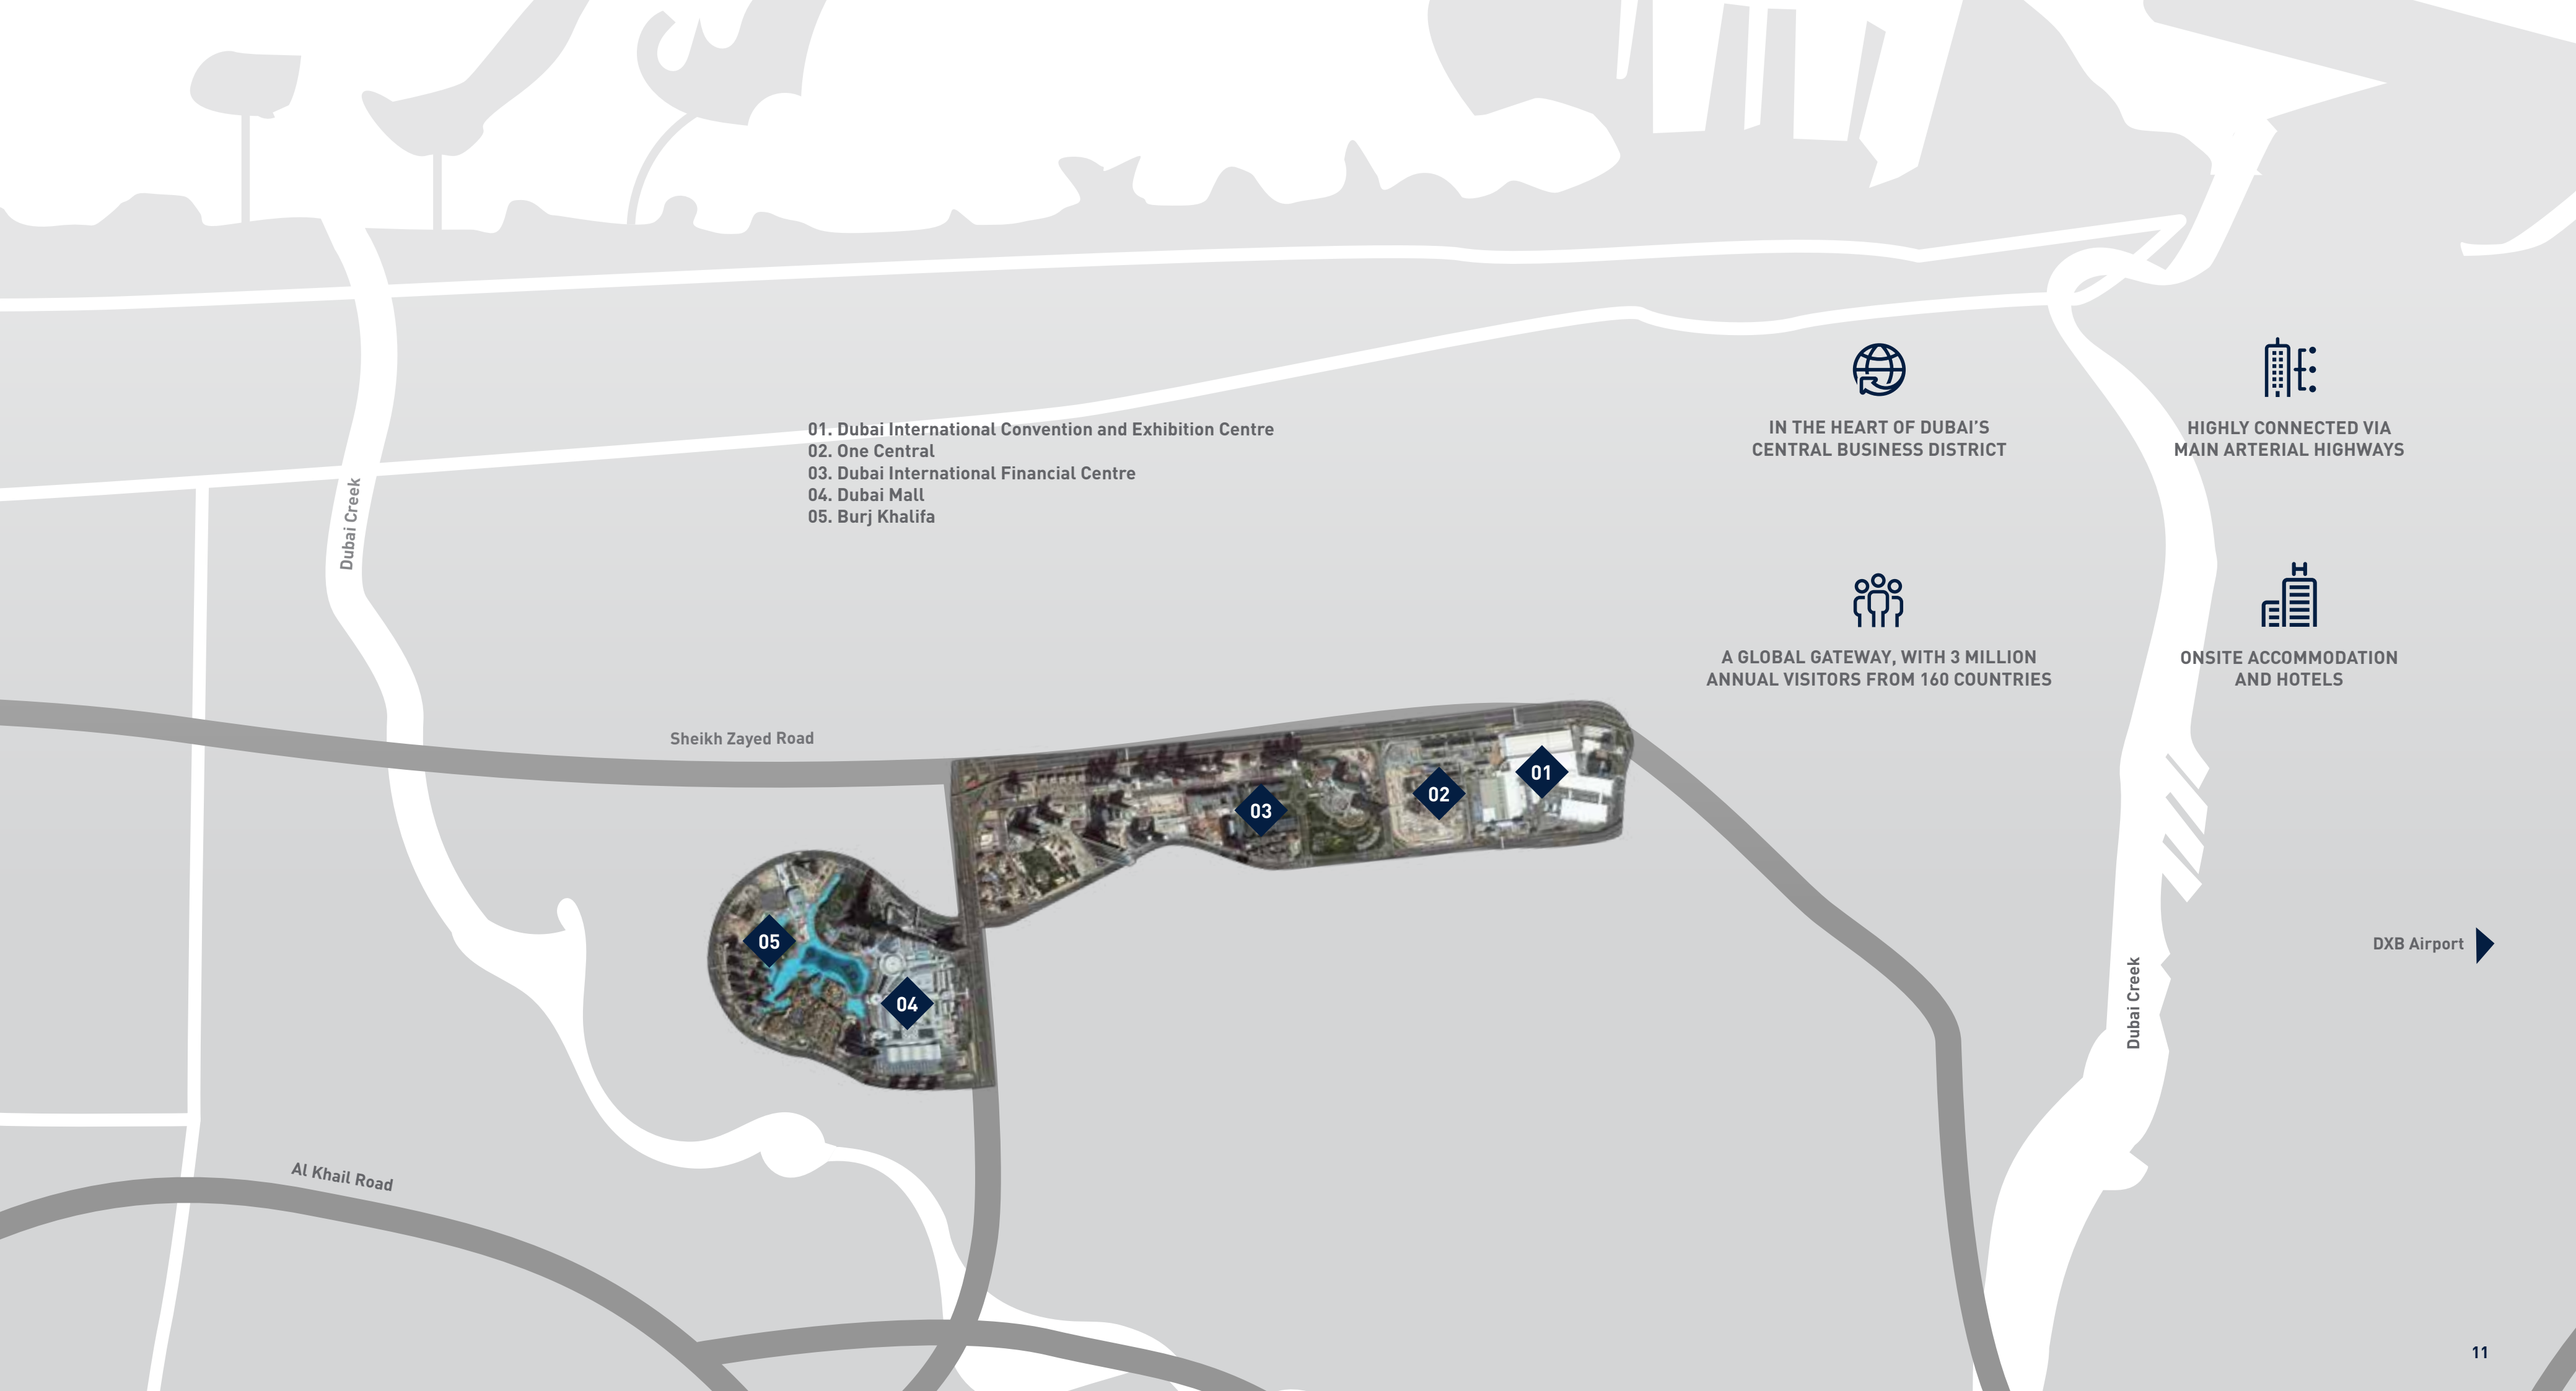 01. Dubai International Convention and Exhibition Centre
02. One Central
03. Dubai International Financial Centre
04. Dubai Mall
05. Burj Khalifa
IN THE HEART OF DUBAI’S
CENTRAL BUSINESS DISTRICT
HIGHLY CONNECTED VIA
MAIN ARTERIAL HIGHWAYS
A GLOBAL GATEWAY, WITH 3 MILLION
ANNUAL VISITORS FROM 160 COUNTRIES
ONSITE ACCOMMODATION
AND HOTELS
Dubai Creek
Sheikh Zayed Road
01
02
03
05
04
DXB Airport
Dubai Creek
Al Khail Road
11